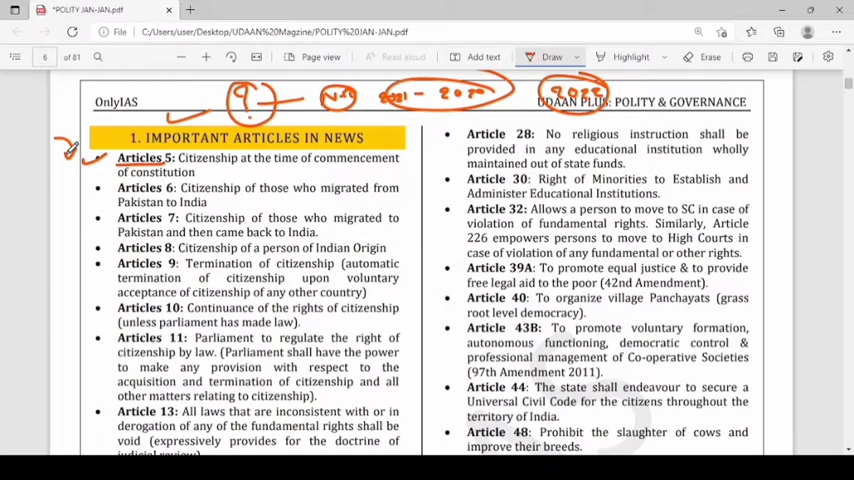 *POLITY JAN-JAN.pdf
File
C:/Users/user/Desktop/UDAAN%20Magzine/POLITY%20JAN-JAN.pdf
6
of 81
Page view
Read aloud
Add text
Draw
Highlight
Erase
?
2021 - 2020
2022
OnlyIAS
UDAAN PLUS: POLITY & GOVERNANCE
1. IMPORTANT ARTICLES IN NEWS
• Articles 5: Citizenship at the time of commencement
of constitution
• Articles 6: Citizenship of those who migrated from
Pakistan to India
• Articles 7: Citizenship of those who migrated to
Pakistan and then came back to India.
• Articles 8: Citizenship of a person of Indian Origin
• Articles 9: Termination of citizenship (automatic
termination of citizenship upon voluntary
acceptance of citizenship of any other country)
• Articles 10: Continuance of the rights of citizenship
(unless parliament has made law).
• Articles 11: Parliament to regulate the right of
citizenship by law. (Parliament shall have the power
to make any provision with respect to the
acquisition and termination of citizenship and all
other matters relating to citizenship).
• Article 13: All laws that are inconsistent with or in
derogation of any of the fundamental rights shall be
void (expressively provides for the doctrine of
judicial review).
• Article 28: No religious instruction shall be
provided in any educational institution wholly
maintained out of state funds.
• Article 30: Right of Minorities to Establish and
Administer Educational Institutions.
• Article 32: Allows a person to move to SC in case of
violation of fundamental rights. Similarly, Article
226 empowers persons to move to High Courts in
case of violation of any fundamental or other rights.
• Article 39A: To promote equal justice & to provide
free legal aid to the poor (42nd Amendment).
• Article 40: To organize village Panchayats (grass
root level democracy).
• Article 43B: To promote voluntary formation,
autonomous functioning, democratic control &
professional management of Co-operative Societies
(97th Amendment 2011).
• Article 44: The state shall endeavour to secure a
Universal Civil Code for the citizens throughout the
territory of India.
• Article 48: Prohibit the slaughter of cows and
improve their breeds.